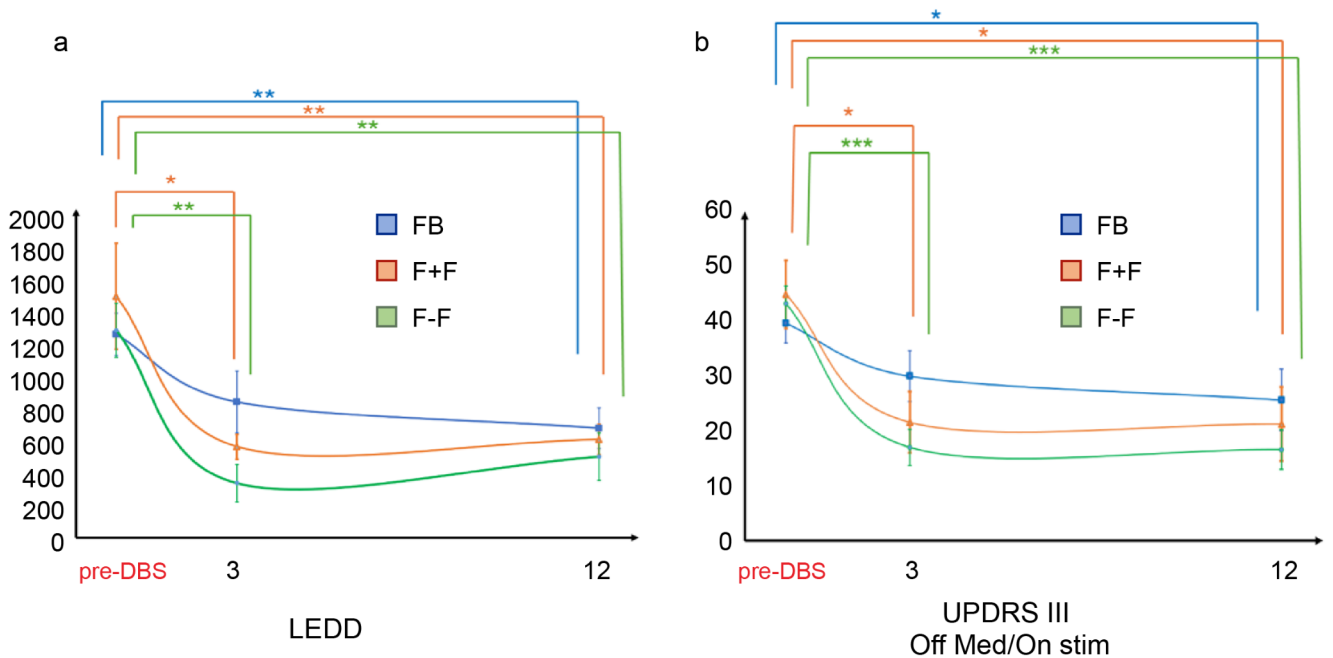 a
**
**
**
*
**
2000
1800
1600
1400
1200
1000
800
600
400
200
0
FB
F+F
F-F
pre-DBS 3 12
LEDD
b
*
*
***
*
***
60
50
40
30
20
10
0
FB
F+F
F-F
pre-DBS 3 12
UPDRS III
Off Med/On stim